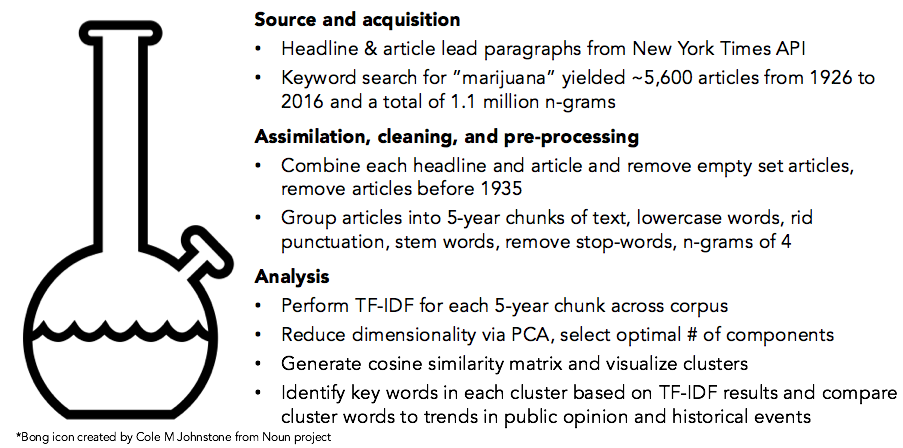 Source and acquisition
• Headline & article lead paragraphs from New York Times API
• Keyword search for ”marijuana” yielded ~5,600 articles from 1926 to
2016 and a total of 1.1 million n-grams
Assimilation, cleaning, and pre-processing
• Combine each headline and article and remove empty set articles,
remove articles before 1935
• Group articles into 5-year chunks of text, lowercase words, rid
punctuation, stem words, remove stop-words, n-grams of 4
Analysis
• Perform TF-IDF for each 5-year chunk across corpus
• Reduce dimensionality via PCA, select optimal # of components
• Generate cosine similarity matrix and visualize clusters
• Identify key words in each cluster based on TF-IDF results and compare
cluster words to trends in public opinion and historical events
*Bong icon created by Cole M Johnstone from Noun project